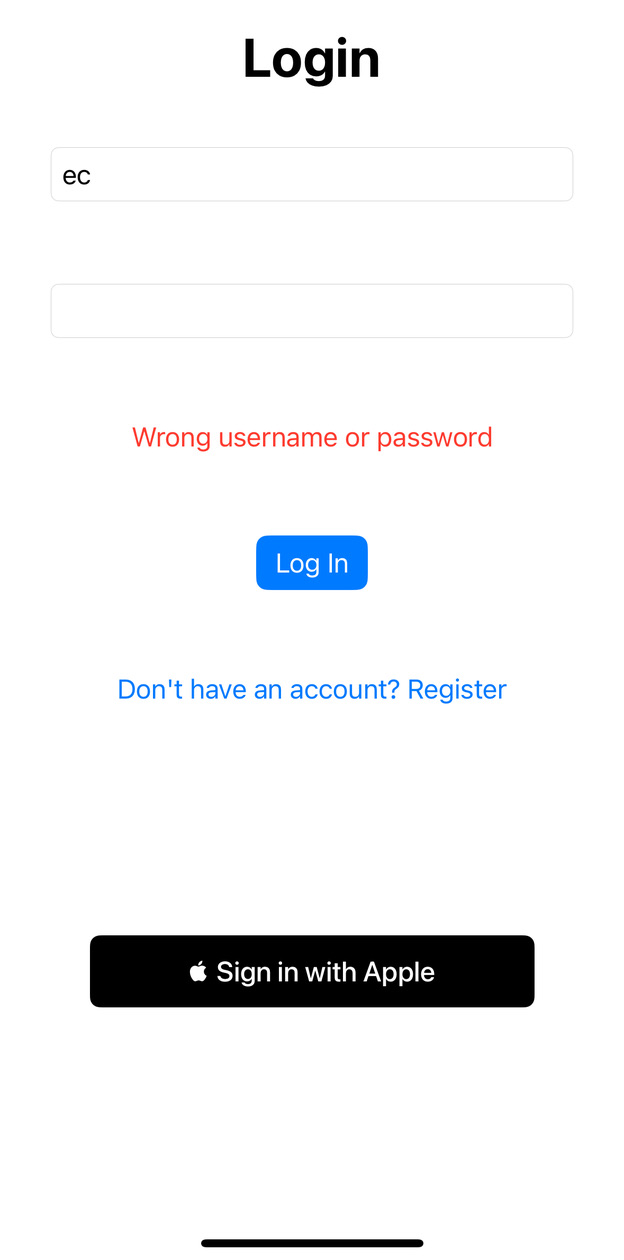 Login
ec
Wrong username or password
Log In
Don't have an account? Register
Sign in with Apple